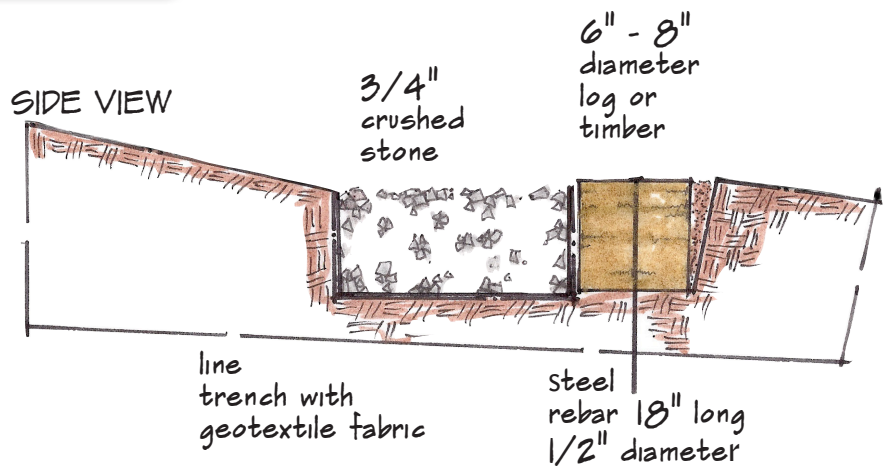 SIDE VIEW
3/4"
crushed
stone
6" - 8"
diameter
log or
timber
line
trench with
geotextile fabric
steel
rebar 18" long
1/2" diameter